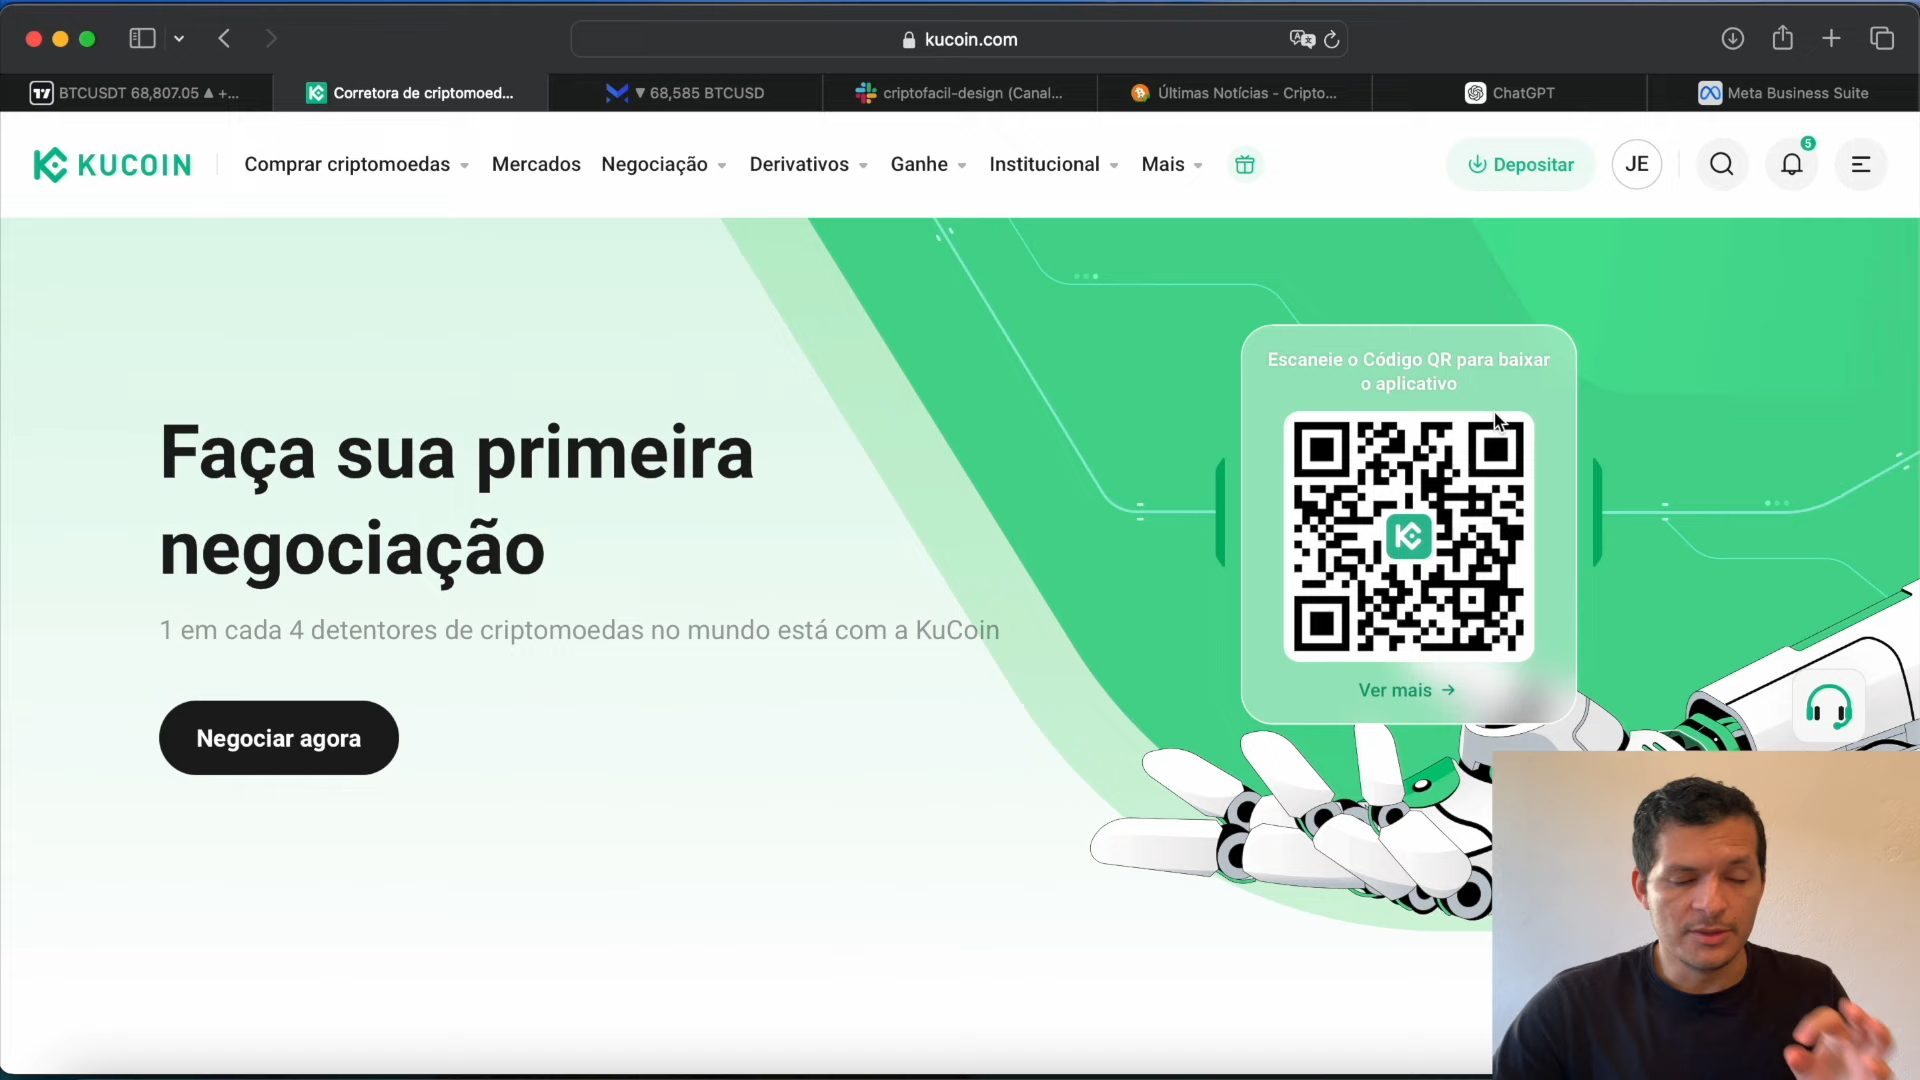 kucoin.com
BTCUSDT 68,807.05 ▲ +...
Corretora de criptomoed...
▼ 68,585 BTCUSD
criptofacil-design (Canal...
Últimas Notícias - Cripto...
ChatGPT
Meta Business Suite
KUCOIN
Comprar criptomoedas
Mercados
Negociação
Derivativos
Ganhe
Institucional
Mais
Depositar
JE
5
Escaneie o Código QR para baixar
o aplicativo
Faça sua primeira
negociação
1 em cada 4 detentores de criptomoedas no mundo está com a KuCoin
Negociar agora
Ver mais →